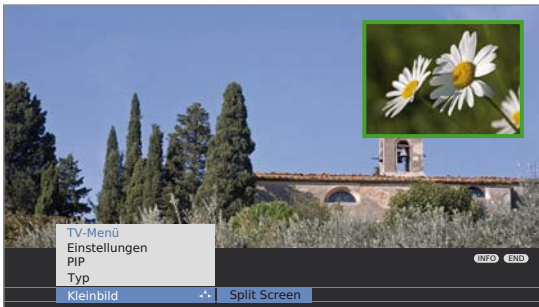 TV-Menü
Einstellungen
PIP
Typ
Kleinbild Split Screen
INFO END